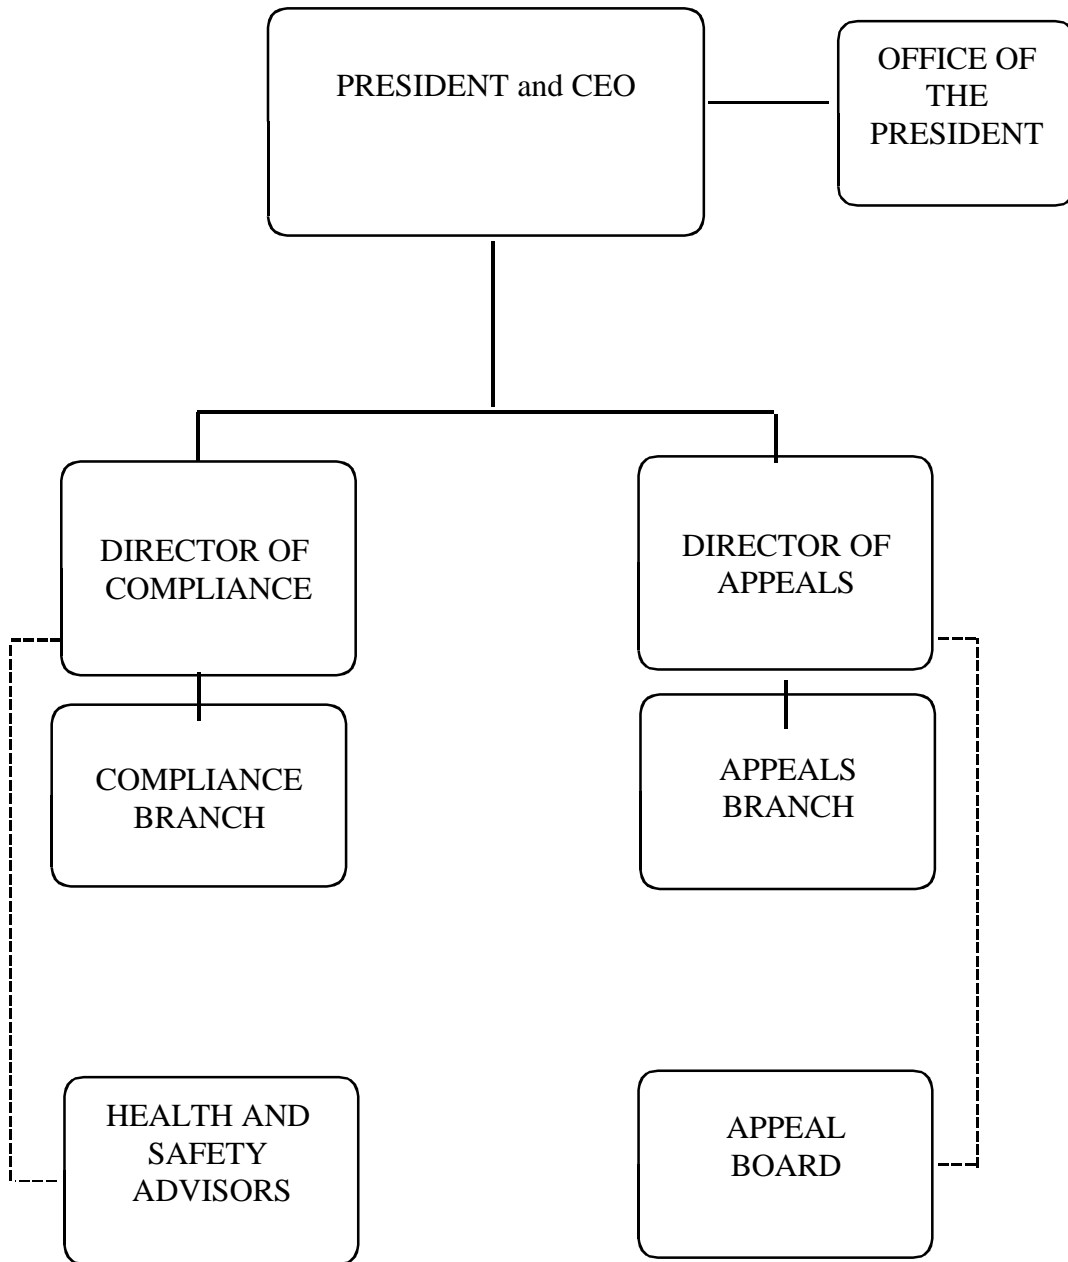 PRESIDENT and CEO
OFFICE OF
THE
PRESIDENT
DIRECTOR OF
COMPLIANCE
DIRECTOR OF
APPEALS
COMPLIANCE
BRANCH
APPEALS
BRANCH
HEALTH AND
SAFETY
ADVISORS
APPEAL
BOARD